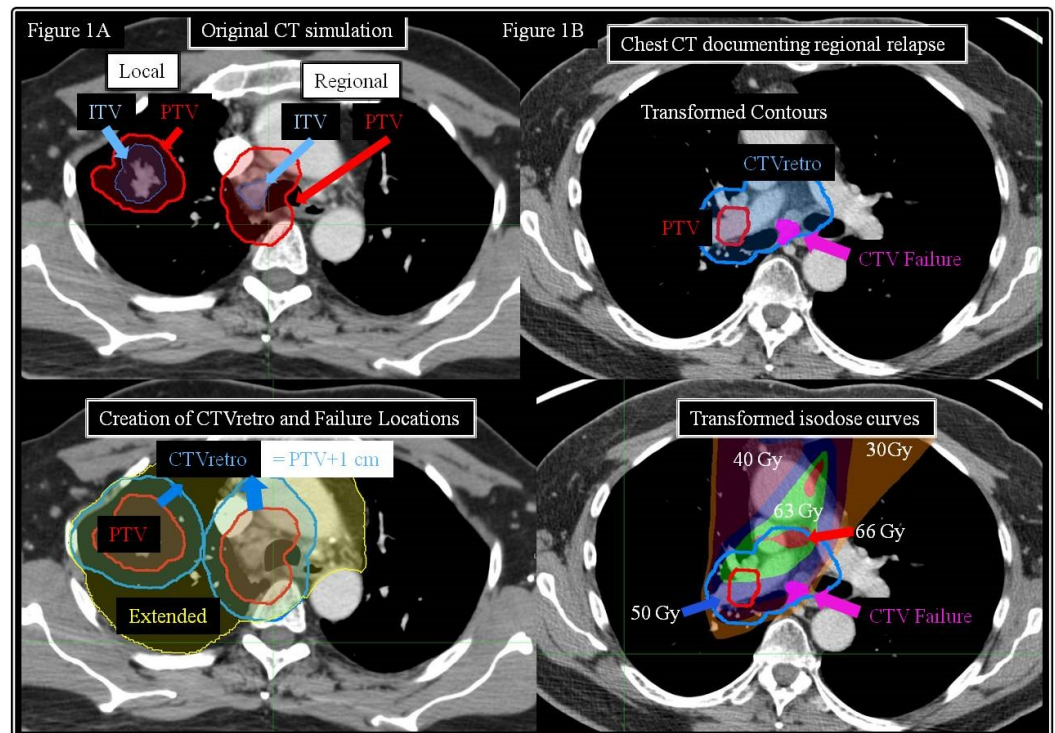 Figure 1A
Original CT simulation
Local
Regional
ITV
PTV
ITV
PTV
Figure 1B
Chest CT documenting regional relapse
Transformed Contours
CTVretro
PTV
CTV Failure
Creation of CTVretro and Failure Locations
CTVretro
= PTV+1 cm
PTV
Extended
Transformed isodose curves
40 Gy
30Gy
63 Gy
66 Gy
50 Gy
CTV Failure